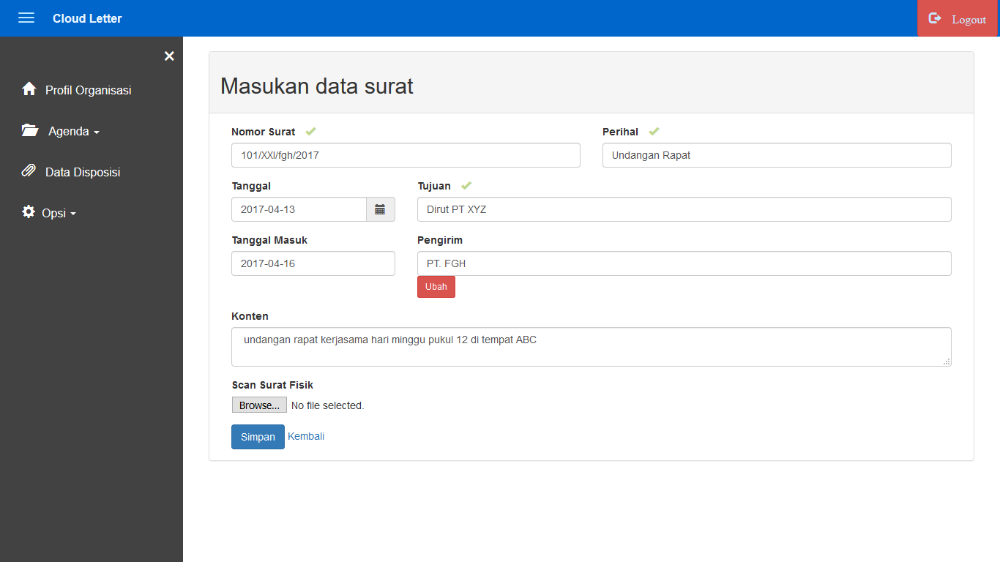 Cloud Letter
Logout
Profil Organisasi
Agenda
Data Disposisi
Opsi
Masukan data surat
Nomor Surat
Perihal
101/XXI/fgh/2017
Undangan Rapat
Tanggal
Tujuan
2017-04-13
Dirut PT XYZ
Tanggal Masuk
Pengirim
2017-04-16
PT. FGH
Ubah
Konten
undangan rapat kerjasama hari minggu pukul 12 di tempat ABC
Scan Surat Fisik
Browse... No file selected.
Simpan Kembali